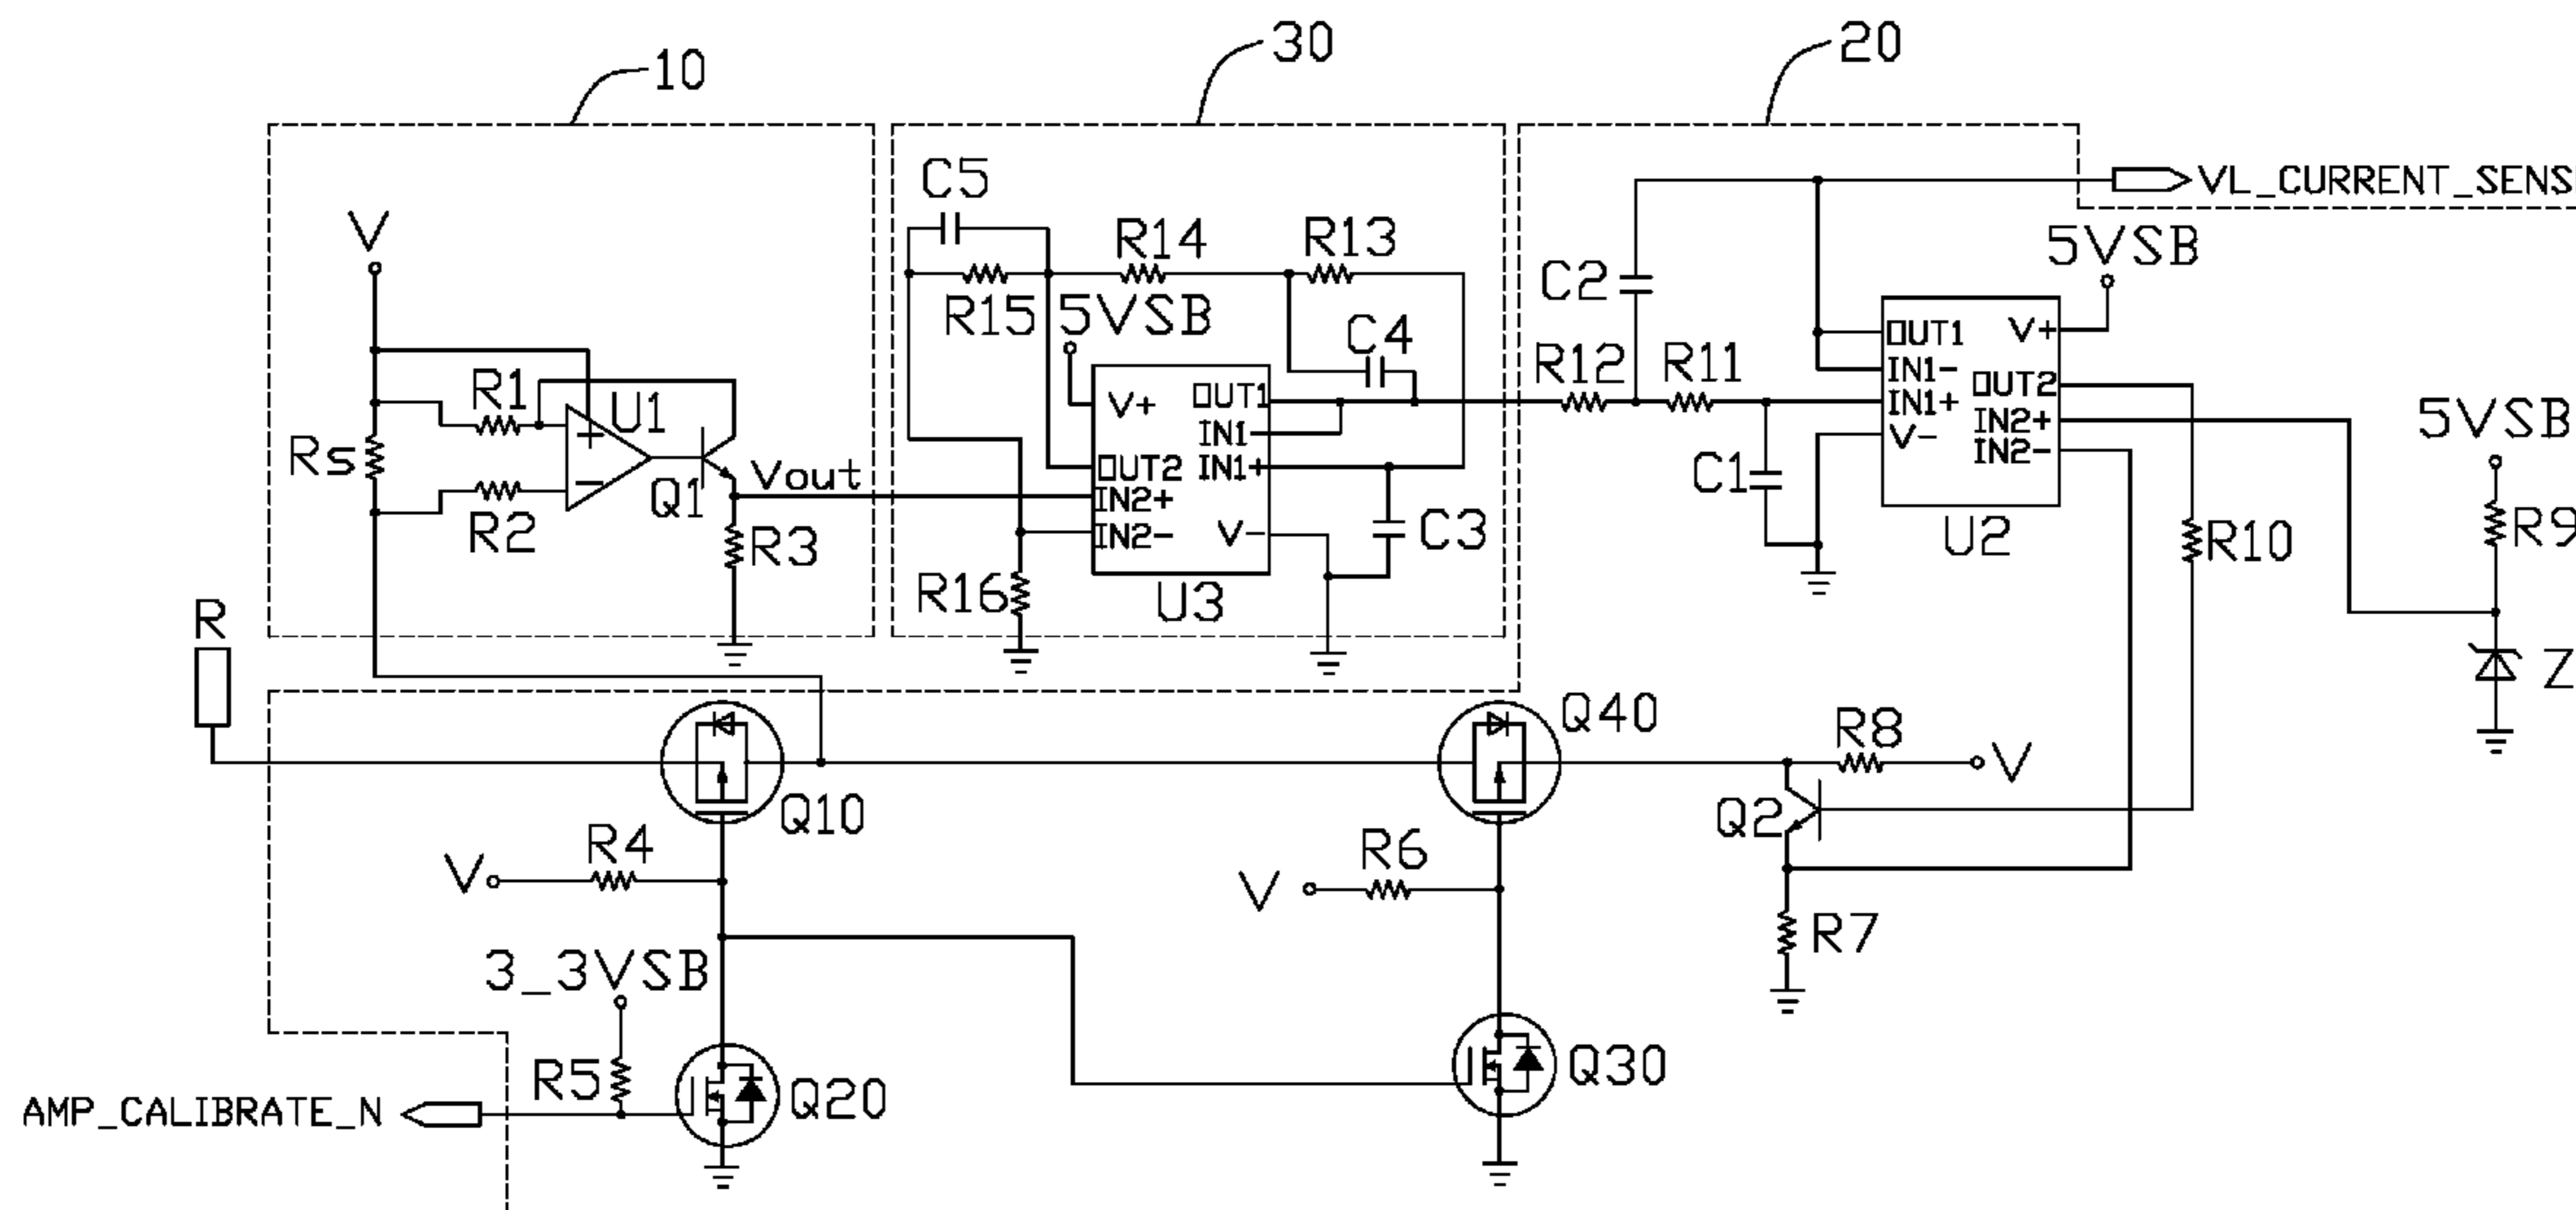 10
30
20
C5
V
R14
R13
VL_CURRENT_SENS
5VSB
C2
R15
5VSB
C4
R12
R11
OUT1
V+
IN1-
OUT2
IN1+
IN2+
V-
IN2-
R1
U1
V+
OUT1
IN1
5VSB
Rs
Vout
OUT2
IN1+
IN2+
IN2-
V-
C1
Q1
R2
R3
C3
U2
R10
R9
R16
U3
R
Z
Q40
R8
V
Q10
Q2
R4
V
R6
V
R7
3_3VSB
R5
Q20
Q30
AMP_CALIBRATE_N